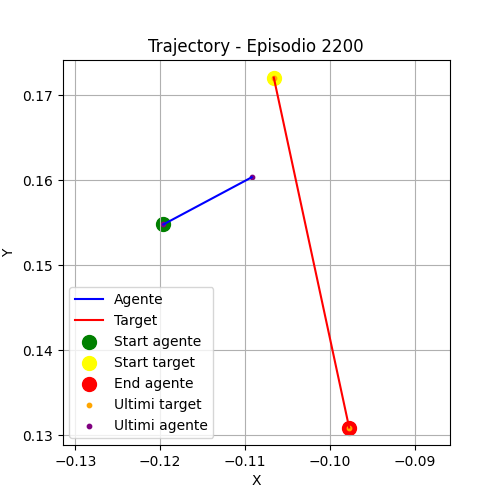 Trajectory - Episodio 2200
0.17
0.16
0.15
0.14
0.13
Y
Agente
Target
Start agente
Start target
End agente
Ultimi target
Ultimi agente
−0.13 −0.12 −0.11 −0.10 −0.09
X